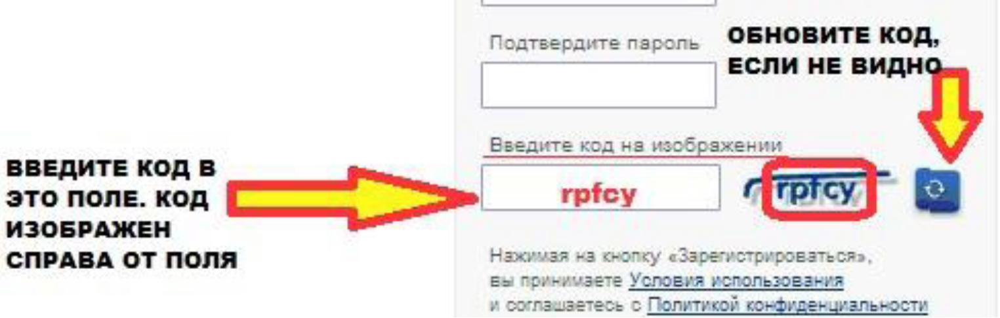 Подтвердите пароль
ОБНОВИТЕ КОД,
ЕСЛИ НЕ ВИДНО
Введите код на изображении
ВВЕДИТЕ КОД В
ЭТО ПОЛЕ. КОД
ИЗОБРАЖЕН
СПРАВА ОТ ПОЛЯ
rpfcy
rpfcy
Нажимая на кнопку «Зарегистрироваться»,
вы принимаете Условия использования
и соглашаетесь с Политикой конфиденциальности